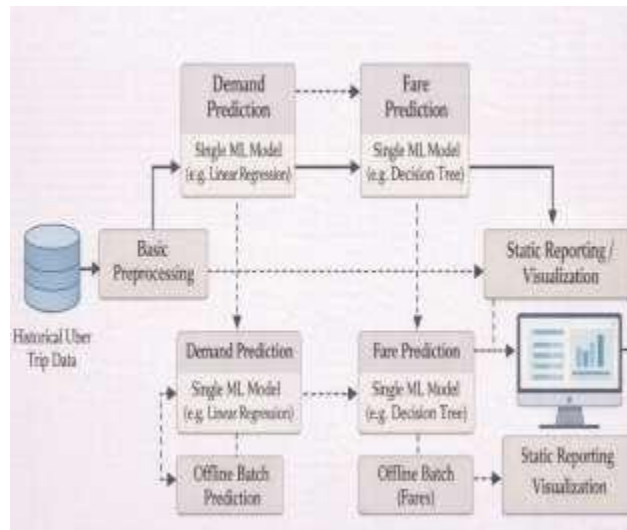 Demand
Prediction
Single ML Model
(e.g. Linear Regression)
Fare
Prediction
Single ML Model
(e.g. Decision Tree)
Historical User
Trip Data
Basic
Preprocessing
Static Reporting /
Visualization
Demand Prediction
Single ML Model
(e.g. Linear Regression)
Fare Prediction
Single ML Model
(e.g. Decision Tree)
Offline Batch
Prediction
Offline Batch
(Fares)
Static Reporting
Visualization